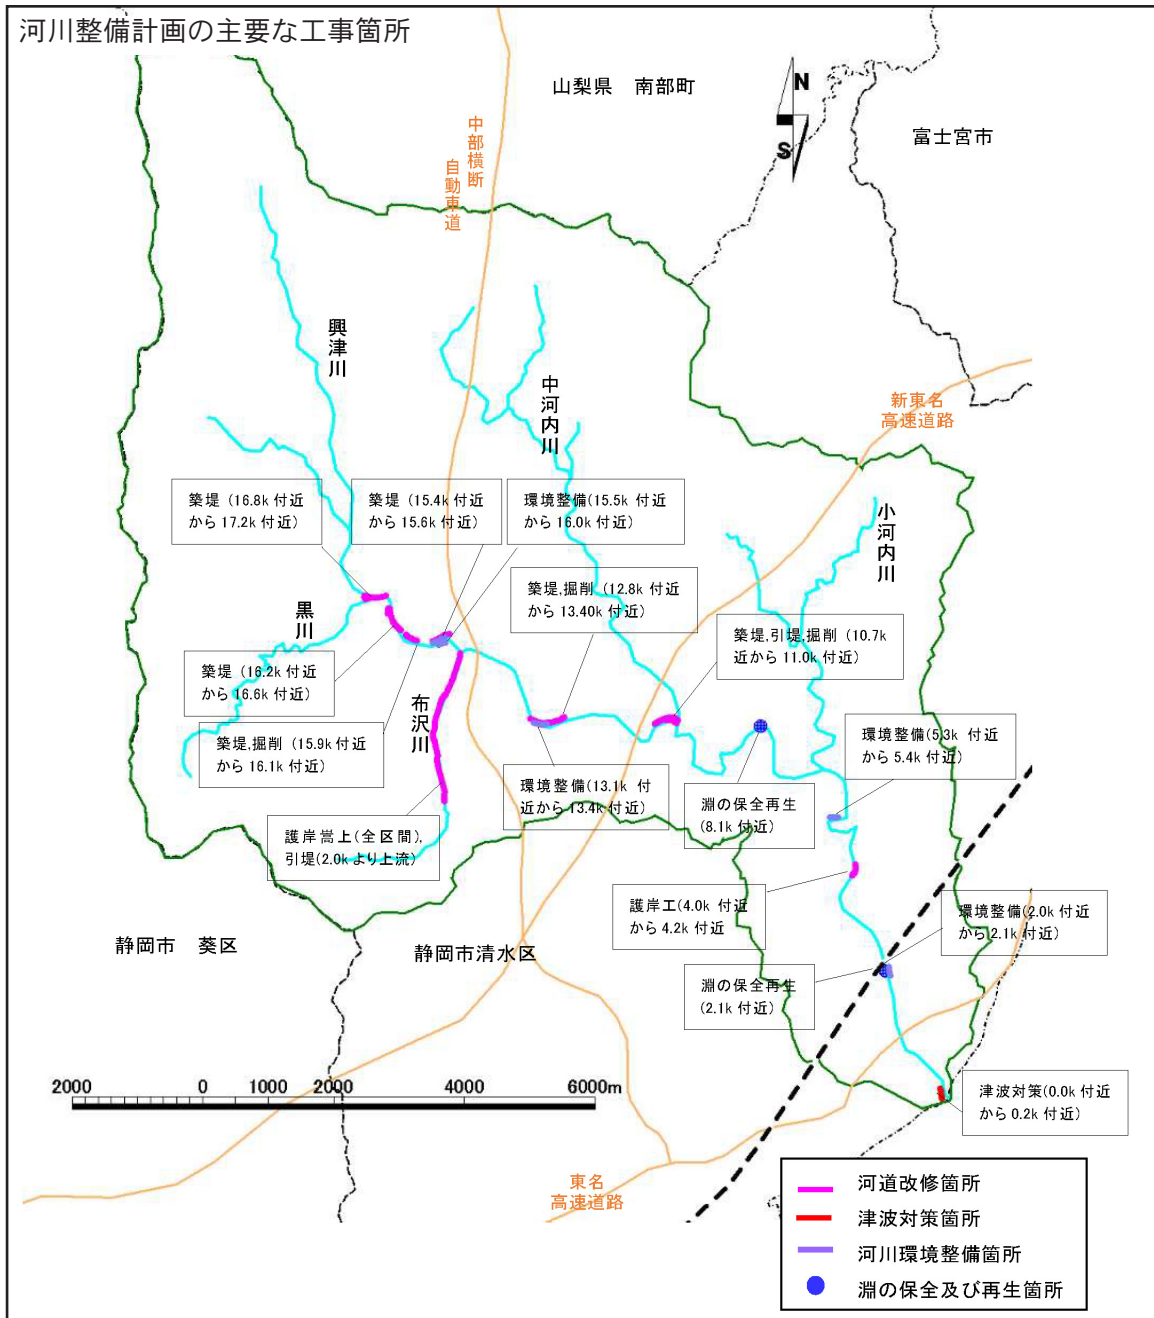 河川整備計画の主要な工事箇所
山梨県　南部町
N
S
富士宮市
中部横断
自動車道
興津川
中河内川
新東名
高速道路
小河内川
築堤 (16.8k 付近
から 17.2k 付近)
築堤 (15.4k 付近
から 15.6k 付近)
環境整備(15.5k 付近
から 16.0k 付近)
築堤,掘削 (12.8k 付近
から 13.40k 付近)
築堤,引堤,掘削 (10.7k
近から 11.0k 付近)
黒川
築堤 (16.2k 付近
から 16.6k 付近)
布沢川
築堤,掘削 (15.9k 付近
から 16.1k 付近)
環境整備(13.1k 付
近から 13.4k 付近)
淵の保全再生
(8.1k 付近)
環境整備(5.3k 付近
から 5.4k 付近)
護岸嵩上(全区間),
引堤(2.0k より上流)
護岸工(4.0k 付近
から 4.2k 付近)
環境整備(2.0k 付近
から 2.1k 付近)
静岡市　葵区
静岡市清水区
淵の保全再生
(2.1k 付近)
2000 0 1000 2000 4000 6000m
津波対策(0.0k 付近
から 0.2k 付近)
東名
高速道路
河道改修箇所
津波対策箇所
河川環境整備箇所
淵の保全及び再生箇所